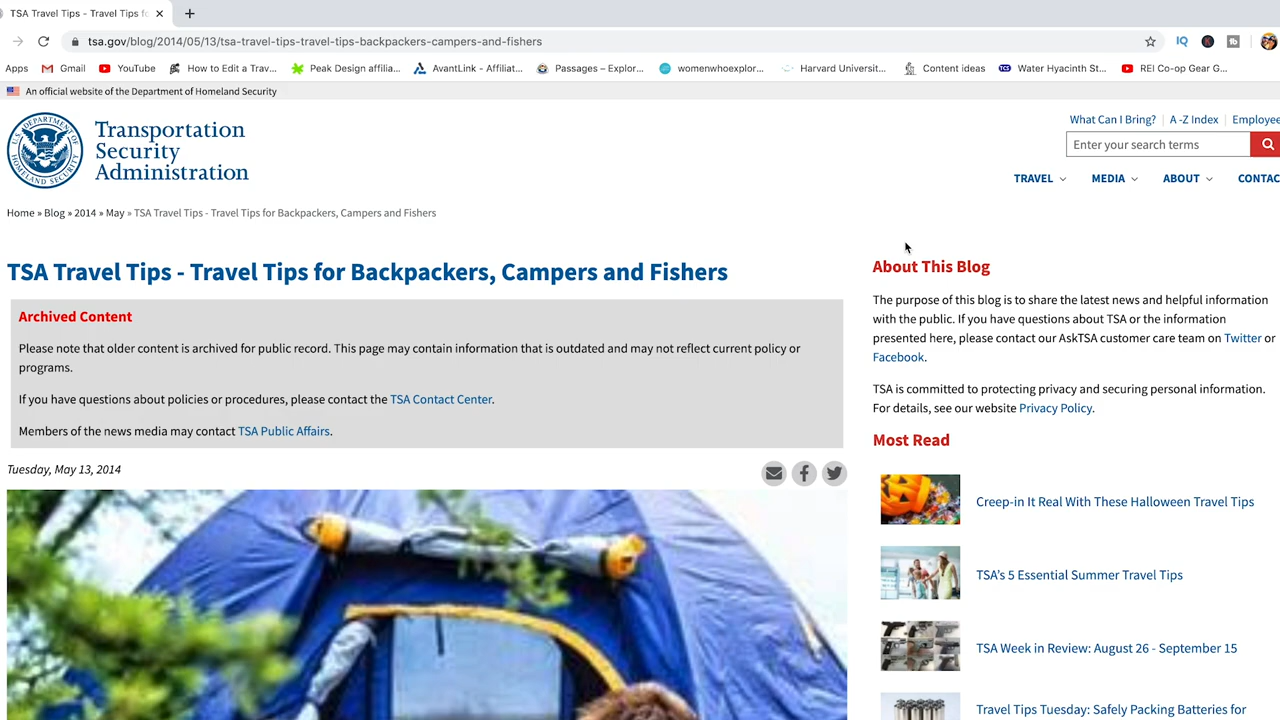 TSA Travel Tips - Travel Tips fo
tsa.gov/blog/2014/05/13/tsa-travel-tips-travel-tips-backpackers-campers-and-fishers
IQ
Apps
Gmail
YouTube
How to Edit a Trav...
Peak Design affilia...
AvantLink - Affiliat...
Passages – Explor...
womenwhoexplor...
Harvard Universit...
Content ideas
Water Hyacinth St...
REI Co-op Gear G...
An official website of the Department of Homeland Security
Transportation
Security
Administration
What Can I Bring? | A -Z Index | Employee
Enter your search terms
TRAVEL
MEDIA
ABOUT
CONTAC
Home » Blog » 2014 » May » TSA Travel Tips - Travel Tips for Backpackers, Campers and Fishers
TSA Travel Tips - Travel Tips for Backpackers, Campers and Fishers
Archived Content
Please note that older content is archived for public record. This page may contain information that is outdated and may not reflect current policy or
programs.
If you have questions about policies or procedures, please contact the TSA Contact Center.
Members of the news media may contact TSA Public Affairs.
Tuesday, May 13, 2014
About This Blog
The purpose of this blog is to share the latest news and helpful information
with the public. If you have questions about TSA or the information
presented here, please contact our AskTSA customer care team on Twitter or
Facebook.
TSA is committed to protecting privacy and securing personal information.
For details, see our website Privacy Policy.
Most Read
Creep-in It Real With These Halloween Travel Tips
TSA's 5 Essential Summer Travel Tips
TSA Week in Review: August 26 - September 15
Travel Tips Tuesday: Safely Packing Batteries for